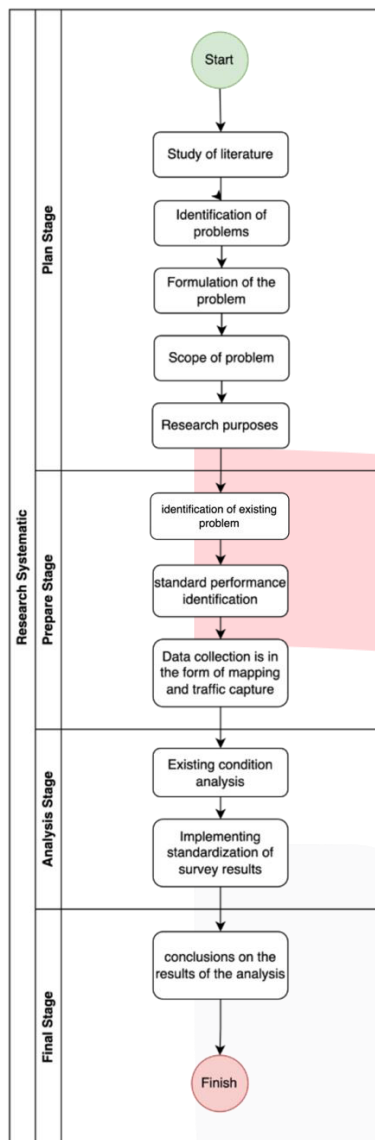 Start
Research Systematic
Plan Stage
Study of literature
Identification of
problems
Formulation of the
problem
Scope of problem
Research purposes
Prepare Stage
identification of existing
problem
standard performance
identification
Data collection is in
the form of mapping
and traffic capture
Analysis Stage
Existing condition
analysis
Implementing
standardization of
survey results
Final Stage
conclusions on the
results of the analysis
Finish